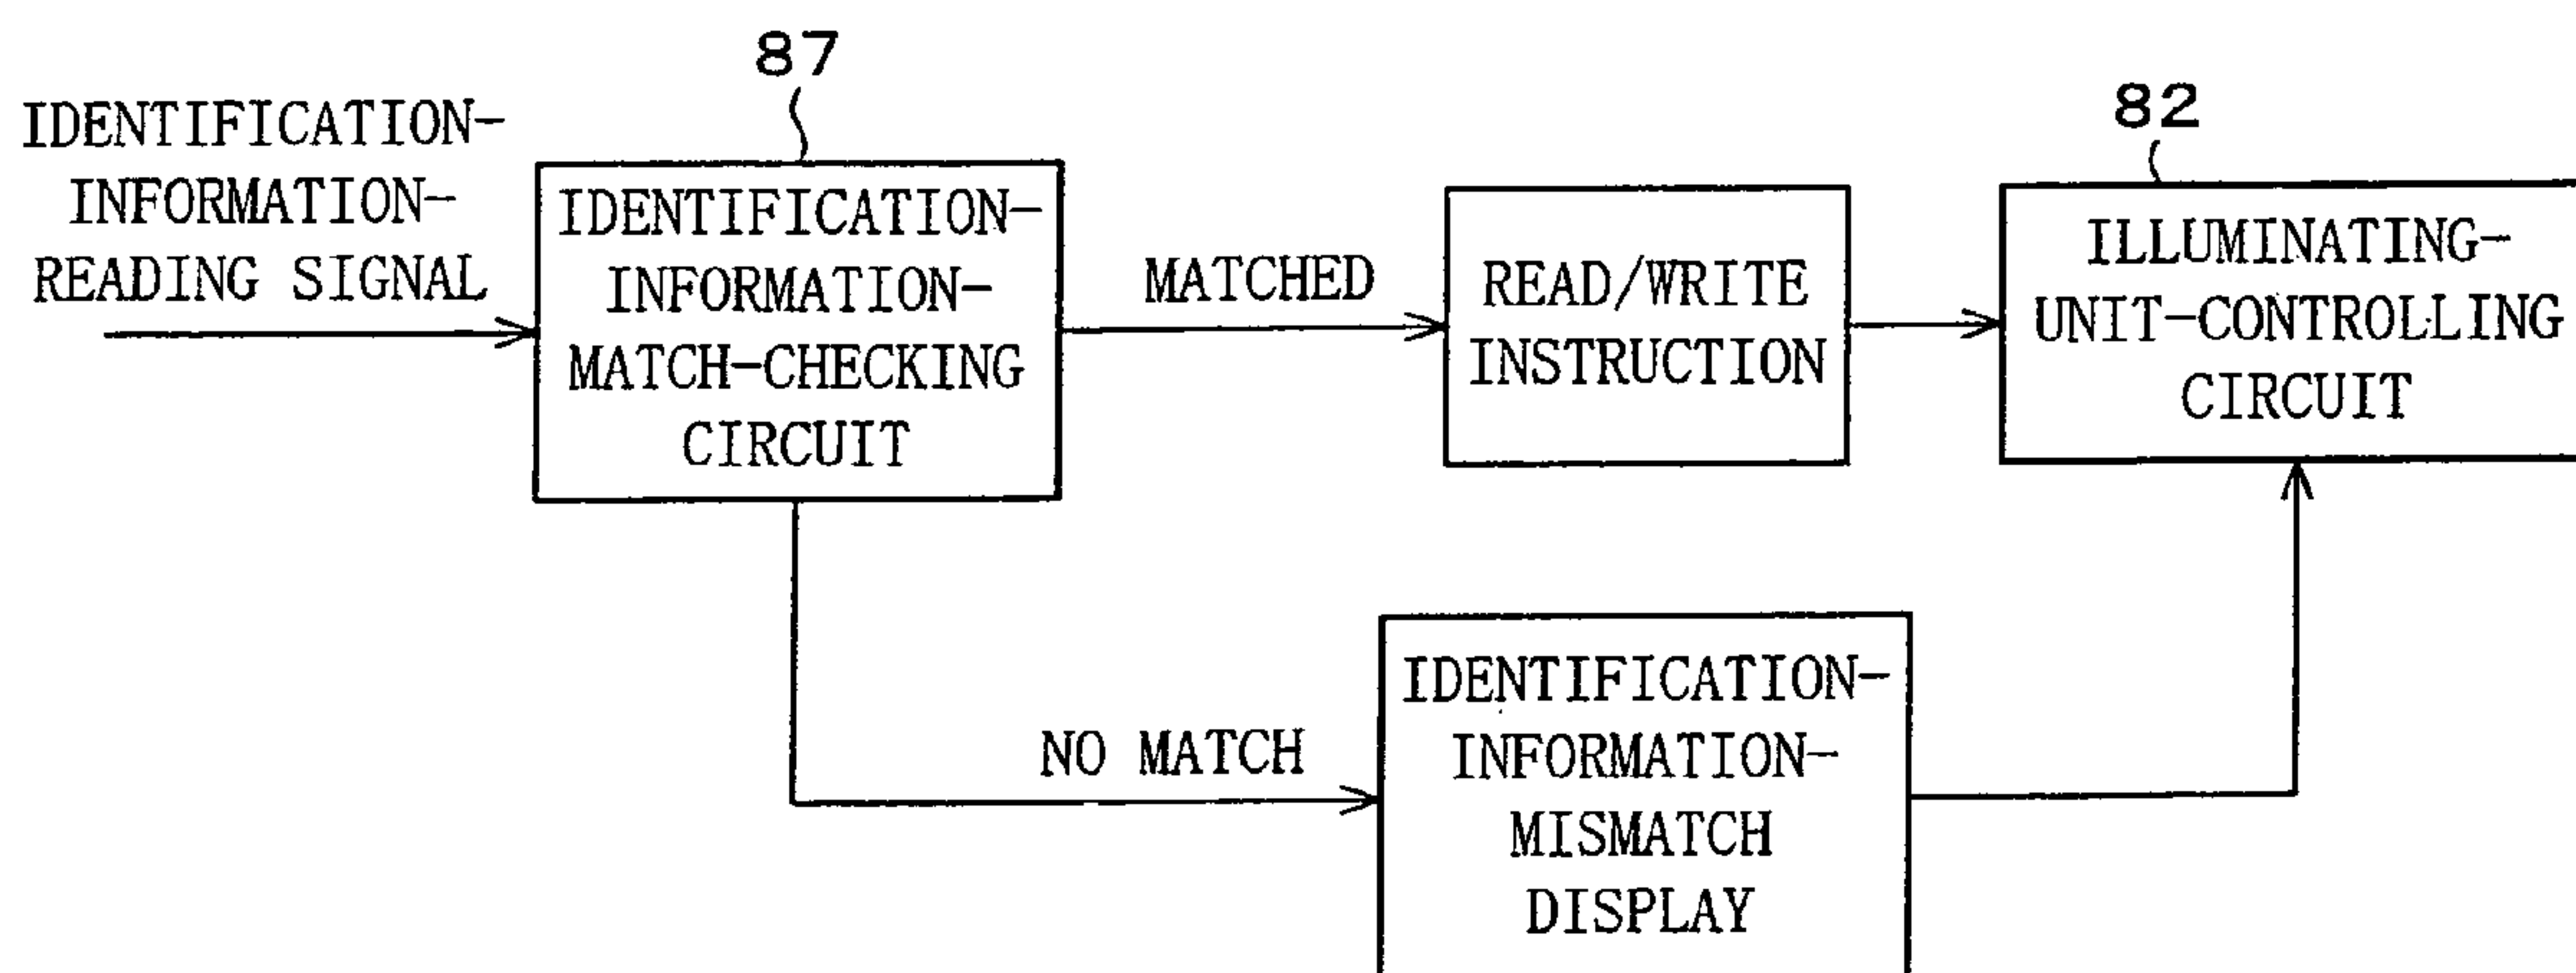 87
IDENTIFICATION-
INFORMATION-
READING SIGNAL
IDENTIFICATION-
INFORMATION-
MATCH-CHECKING
CIRCUIT
MATCHED
READ/WRITE
INSTRUCTION
82
ILLUMINATING-
UNIT-CONTROLLING
CIRCUIT
NO MATCH
IDENTIFICATION-
INFORMATION-
MISMATCH
DISPLAY